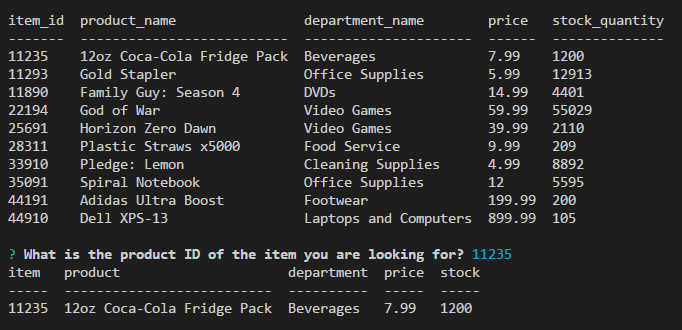 item_id  product_name                department_name        price   stock_quantity
-------  --------------------------  ---------------------  ------  --------------
11235    12oz Coca-Cola Fridge Pack  Beverages              7.99    1200
11293    Gold Stapler                Office Supplies        5.99    12913
11890    Family Guy: Season 4        DVDs                   14.99   4401
22194    God of War                  Video Games            59.99   55029
25691    Horizon Zero Dawn           Video Games            39.99   2110
28311    Plastic Straws x5000        Food Service           9.99    209
33910    Pledge: Lemon               Cleaning Supplies      4.99    8892
35091    Spiral Notebook             Office Supplies        12      5595
44191    Adidas Ultra Boost          Footwear               199.99  200
44910    Dell XPS-13                 Laptops and Computers  899.99  105
? What is the product ID of the item you are looking for? 11235
item   product                     department  price  stock
-----  --------------------------  ----------  -----  -----
11235  12oz Coca-Cola Fridge Pack  Beverages   7.99   1200